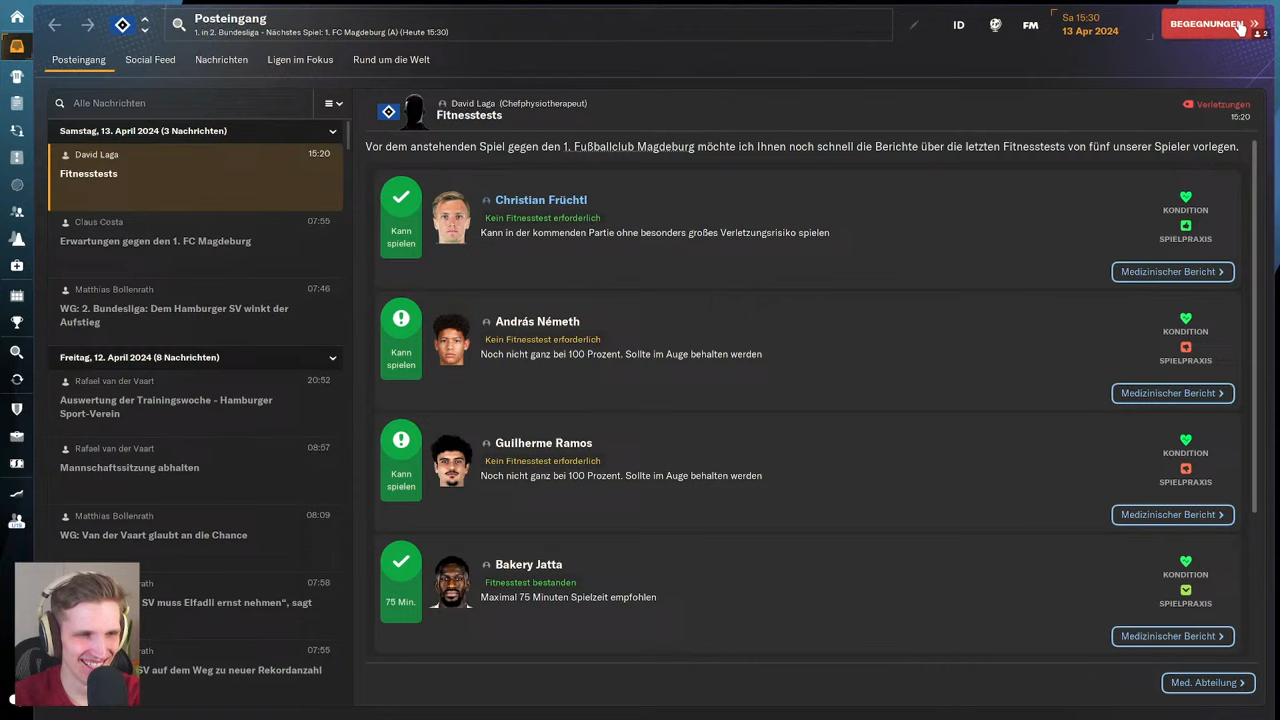 Posteingang
1. in 2. Bundesliga - Nächstes Spiel: 1. FC Magdeburg (A) (Heute 15:30)
ID
FM
Sa 15:30
13 Apr 2024
BEGEGNUNGEN
2
Posteingang
Social Feed
Nachrichten
Ligen im Fokus
Rund um die Welt
Alle Nachrichten
Samstag, 13. April 2024 (3 Nachrichten)
David Laga
15:20
Fitnesstests
Claus Costa
07:55
Erwartungen gegen den 1. FC Magdeburg
Matthias Bollenrath
07:46
WG: 2. Bundesliga: Dem Hamburger SV winkt der
Aufstieg
Freitag, 12. April 2024 (8 Nachrichten)
Rafael van der Vaart
20:52
Auswertung der Trainingswoche - Hamburger
Sport-Verein
Rafael van der Vaart
08:57
Mannschaftssitzung abhalten
Matthias Bollenrath
08:09
WG: Van der Vaart glaubt an die Chance
rath
07:58
SV muss Elfadli ernst nehmen“, sagt
rath
07:55
SV auf dem Weg zu neuer Rekordanzahl
David Laga (Chefphysiotherapeut)
Fitnesstests
Verletzungen
15:20
Vor dem anstehenden Spiel gegen den 1. Fußballclub Magdeburg möchte ich Ihnen noch schnell die Berichte über die letzten Fitnesstests von fünf unserer Spieler vorlegen.
Kann
spielen
Christian Früchtl
Kein Fitnesstest erforderlich
Kann in der kommenden Partie ohne besonders großes Verletzungsrisiko spielen
KONDITION
SPIELPRAXIS
Medizinischer Bericht
Kann
spielen
András Németh
Kein Fitnesstest erforderlich
Noch nicht ganz bei 100 Prozent. Sollte im Auge behalten werden
KONDITION
SPIELPRAXIS
Medizinischer Bericht
Kann
spielen
Guilherme Ramos
Kein Fitnesstest erforderlich
Noch nicht ganz bei 100 Prozent. Sollte im Auge behalten werden
KONDITION
SPIELPRAXIS
Medizinischer Bericht
75 Min.
Bakery Jatta
Fitnesstest bestanden
Maximal 75 Minuten Spielzeit empfohlen
KONDITION
SPIELPRAXIS
Medizinischer Bericht
Med. Abteilung